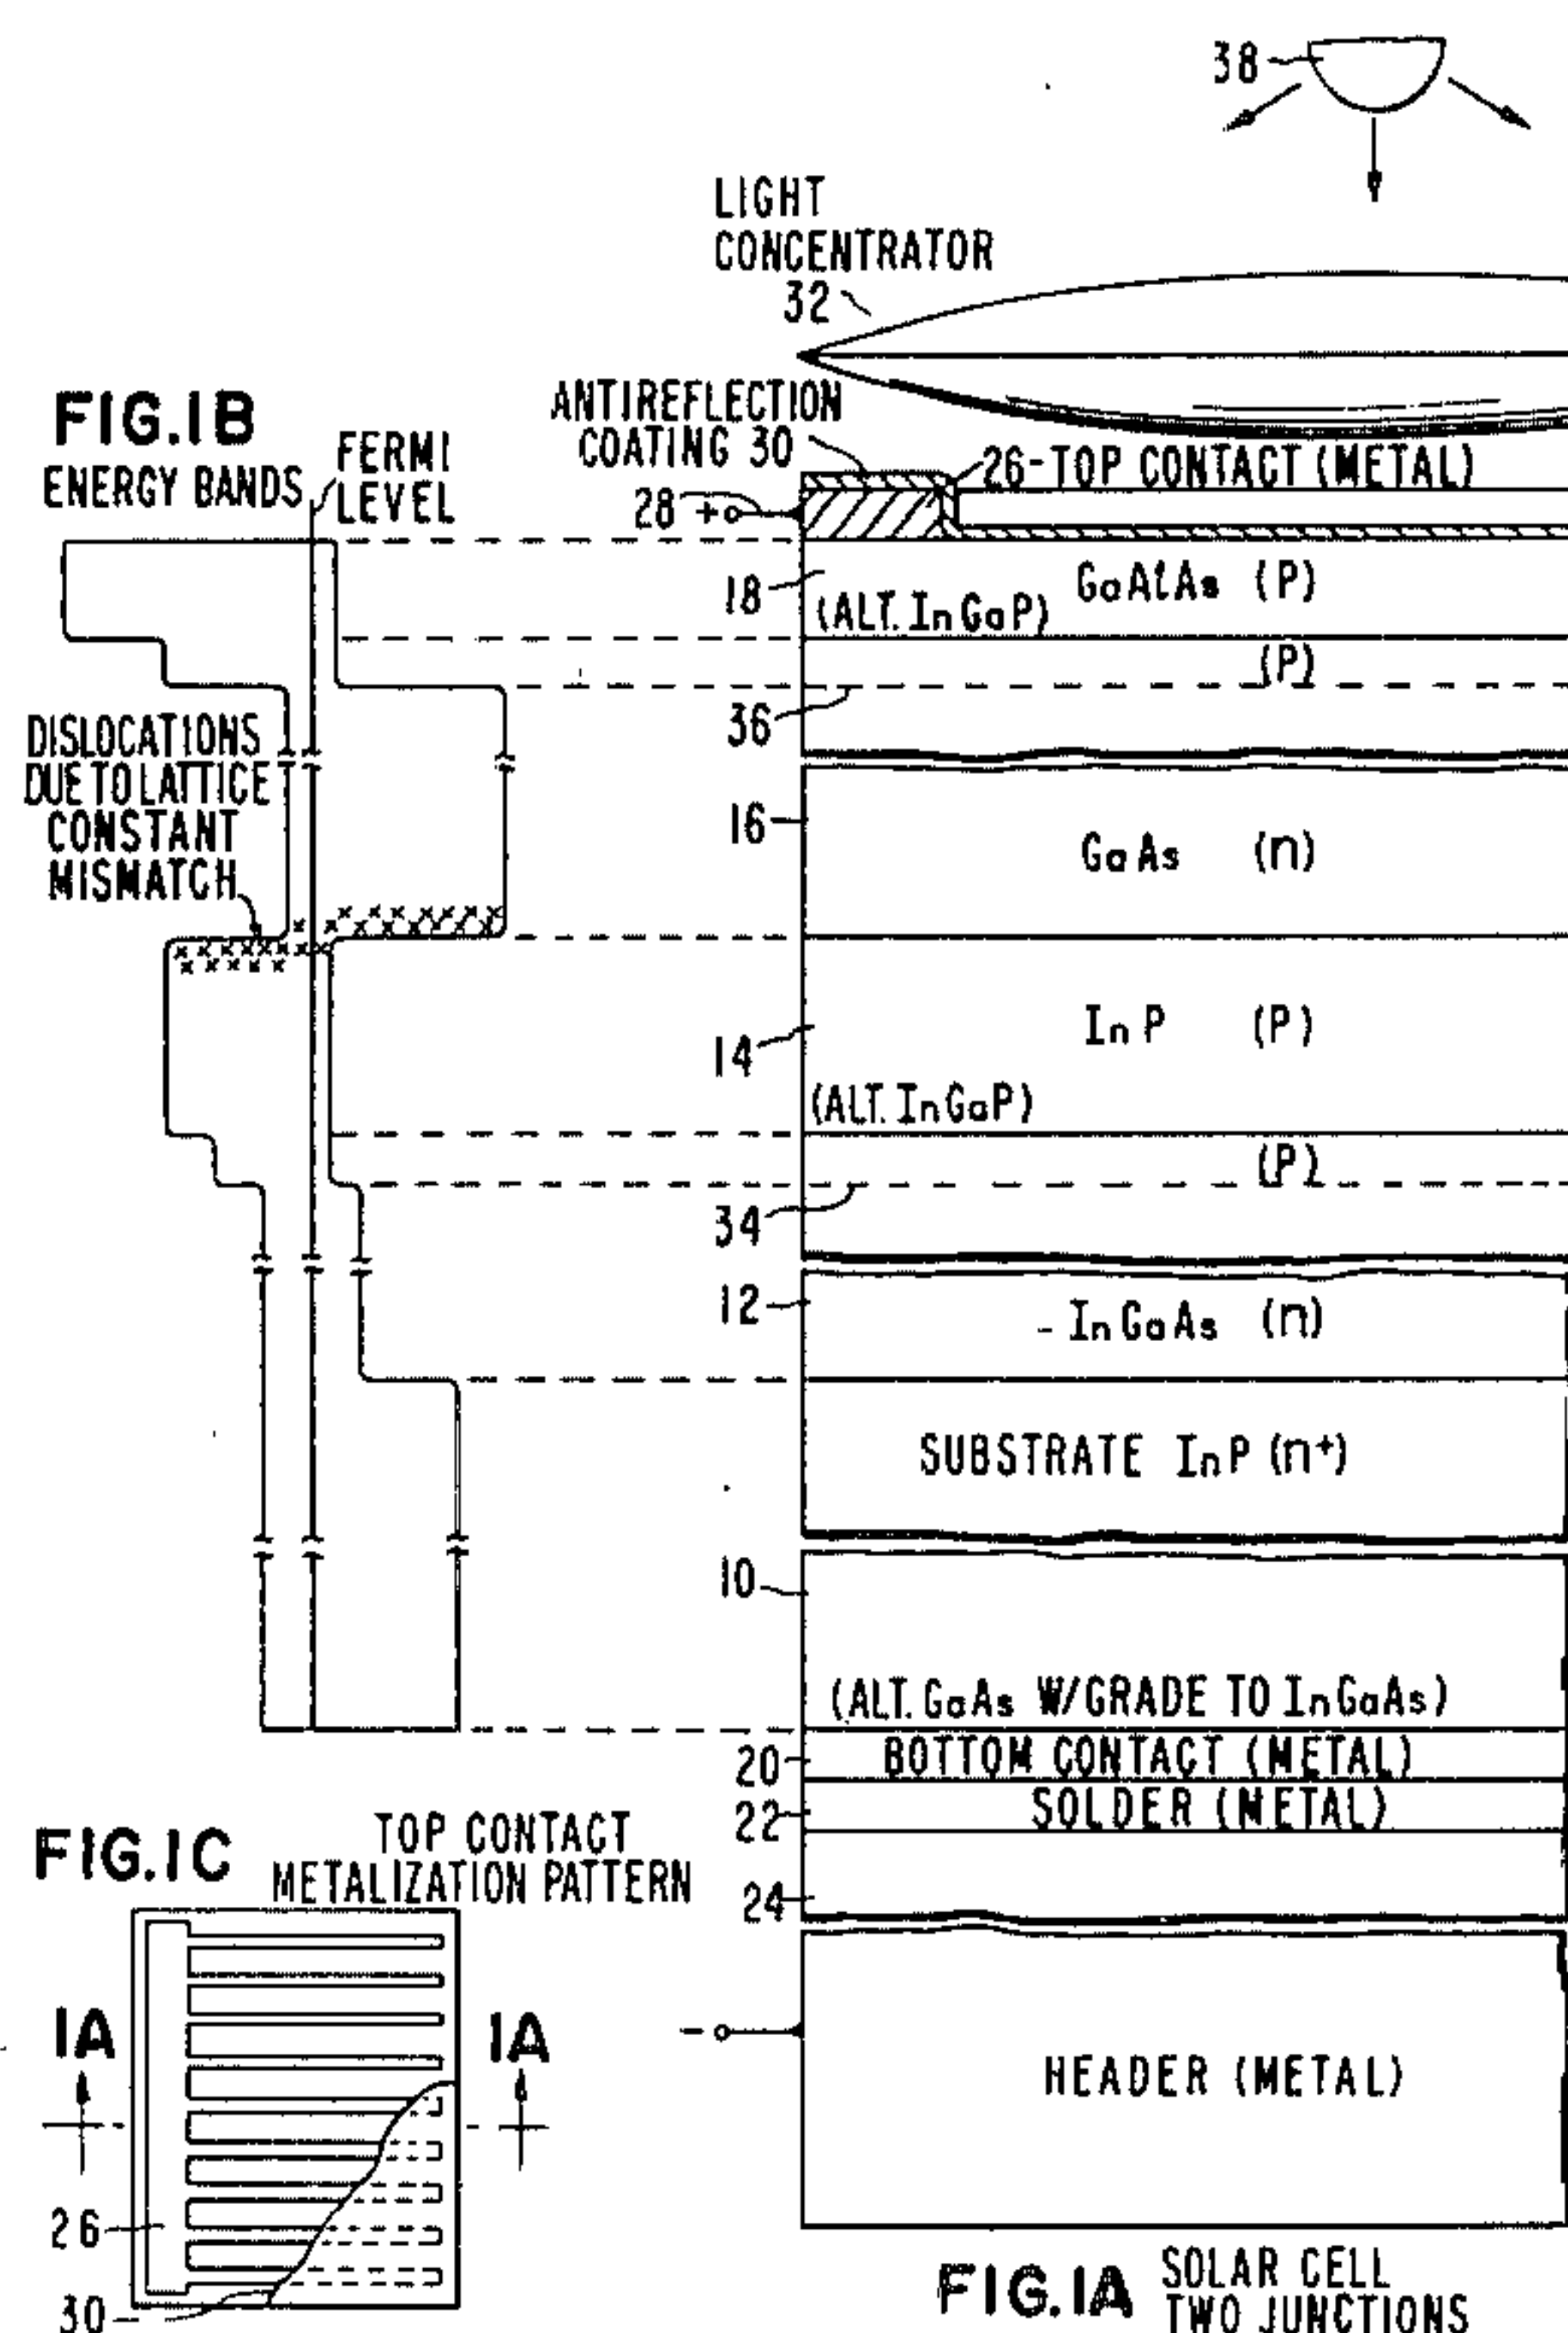 38
LIGHT
CONCENTRATOR
32
FIG.1B
ENERGY BANDS
FERMI
LEVEL
ANTIREFLECTION
COATING 30
26-TOP CONTACT (METAL)
28 +
18
GaAlAs (P)
(ALT. InGaP)
(P)
36
DISLOCATIONS
DUE TO LATTICE
CONSTANT
MISMATCH
16
GaAs (n)
InP (P)
14
(ALT. InGaP)
(P)
34
12
InGaAs (n)
SUBSTRATE InP (n+)
10
(ALT. GaAs W/GRADE TO InGaAs)
20
BOTTOM CONTACT (METAL)
22
SOLDER (METAL)
24
FIG.1C
TOP CONTACT
METALIZATION PATTERN
1A
1A
-
HEADER (METAL)
26
30
FIG.1A
SOLAR CELL
TWO JUNCTIONS